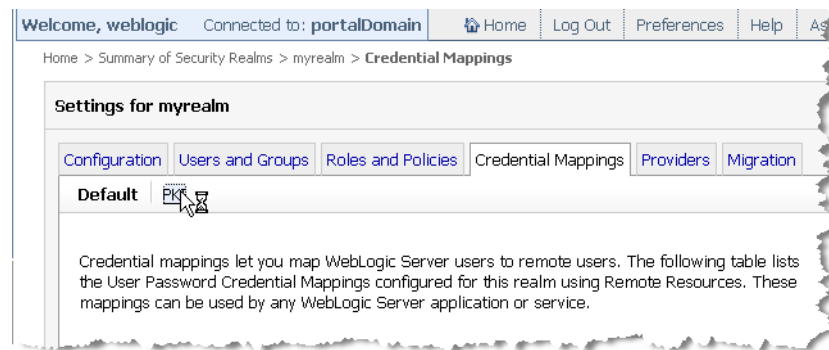 Welcome, weblogic Connected to: portalDomain Home Log Out Preferences Help
Home > Summary of Security Realms > myrealm > Credential Mappings
Settings for myrealm
Configuration Users and Groups Roles and Policies Credential Mappings Providers Migration
Default
Credential mappings let you map WebLogic Server users to remote users. The following table lists
the User Password Credential Mappings configured for this realm using Remote Resources. These
mappings can be used by any WebLogic Server application or service.